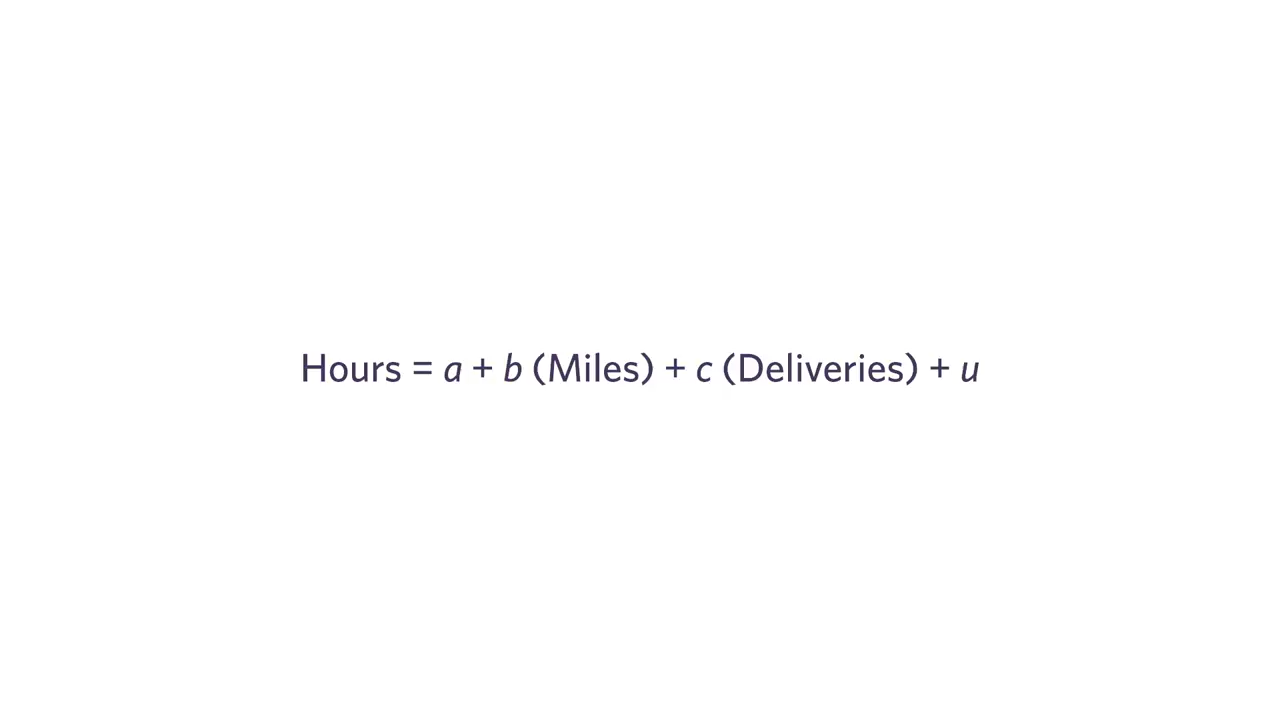 Hours = a + b (Miles) + c (Deliveries) + u